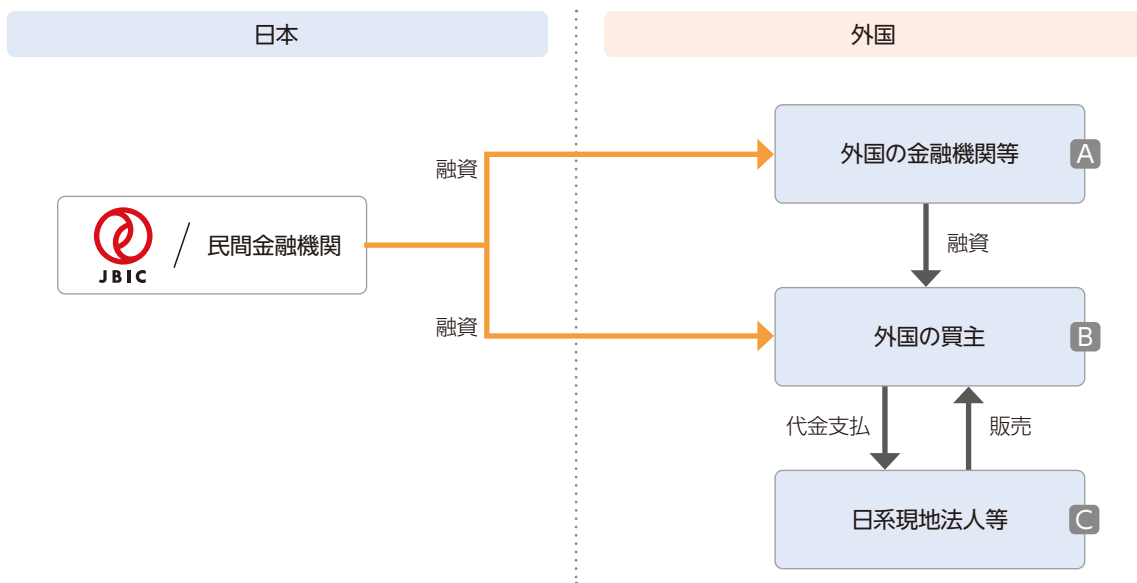 日本
外国
融資
外国の金融機関等
A
JBIC
/ 民間金融機関
融資
融資
外国の買主
B
代金支払
販売
日系現地法人等
C